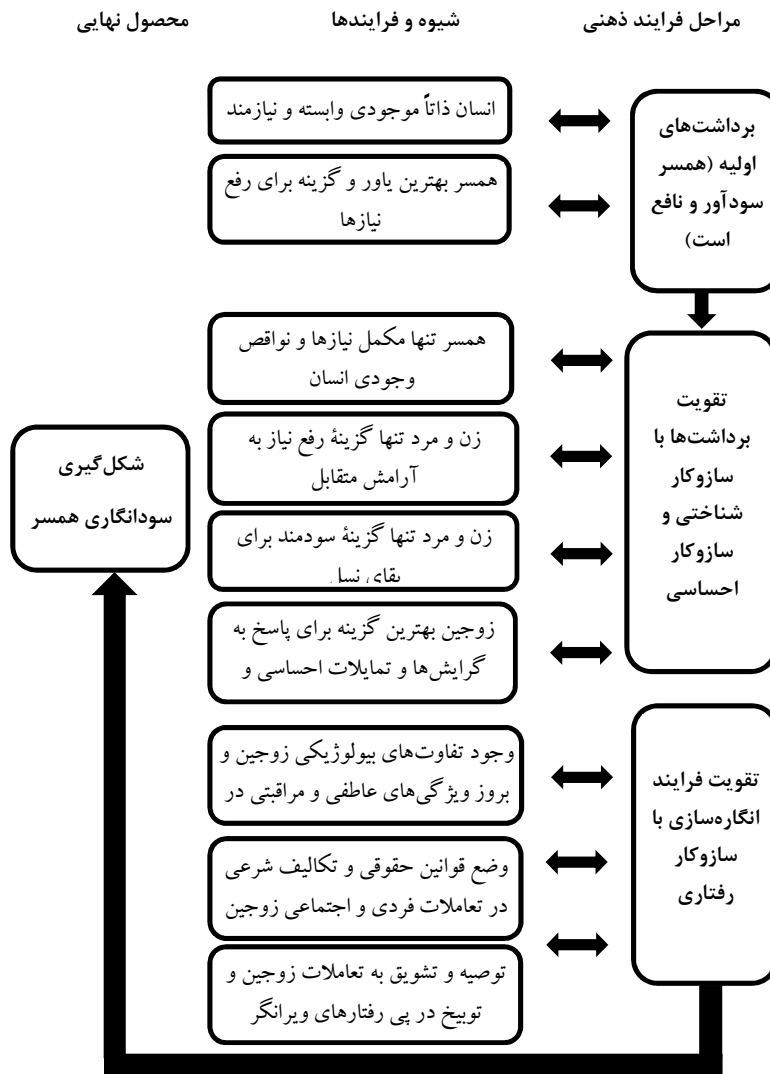 مراحل فرایند ذهنی
شیوه و فرایندها
محصول نهایی
برداشت‌های
اولیه (همسر
سودآور و نافع
است)
انسان ذاتاً موجودی وابسته و نیازمند
همسر بهترین یاور و گزینه برای رفع
نیازها
تقویت
برداشت‌ها با
سازوکار
شناختی و
سازوکار
احساسی
همسر تنها مکمل نیازها و نواقص
وجودی انسان
زن و مرد تنها گزینۀ رفع نیاز به
آرامش متقابل
زن و مرد تنها گزینۀ سودمند برای
بقای نسل
زوجین بهترین گزینه برای پاسخ به
گرایش‌ها و تمایلات احساسی و
تقویت فرایند
انگاره‌سازی با
سازوکار
رفتاری
وجود تفاوت‌های بیولوژیکی زوجین و
بروز ویژگی‌های عاطفی و مراقبتی در
وضع قوانین حقوقی و تکالیف شرعی
در تعاملات فردی و اجتماعی زوجین
توصیه و تشویق به تعاملات زوجین و
توبیخ در پی رفتارهای ویرانگر
شکل‌گیری
سودانگاری همسر